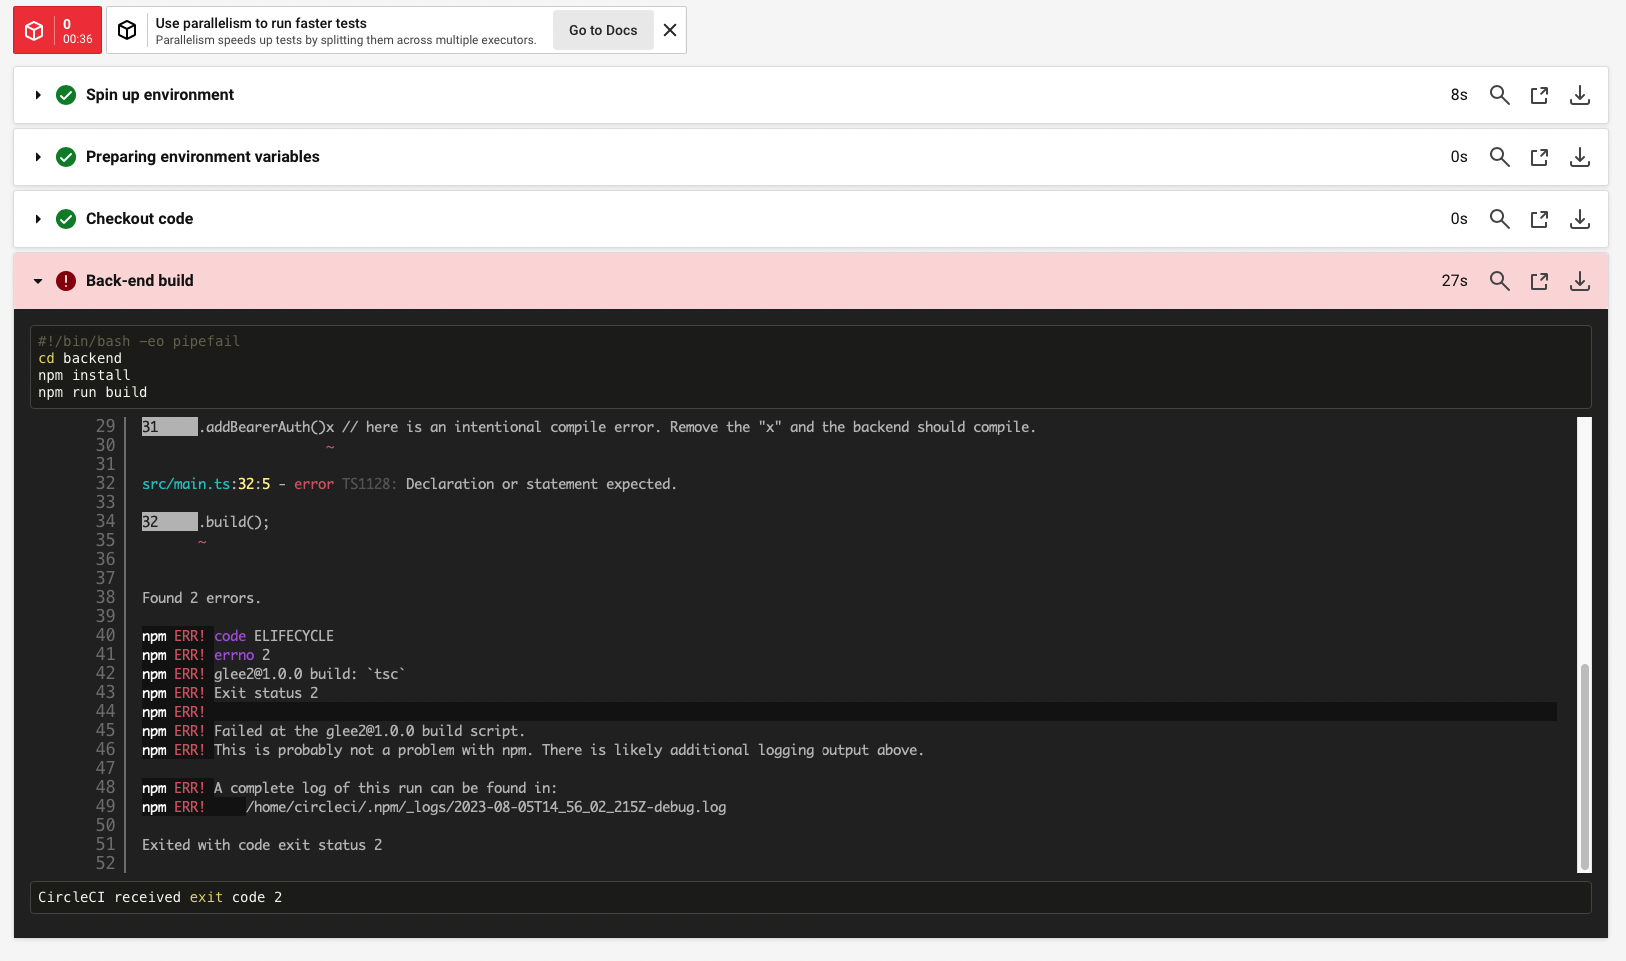 0
00:36
Use parallelism to run faster tests
Parallelism speeds up tests by splitting them across multiple executors.
Go to Docs
Spin up environment 8s
Preparing environment variables 0s
Checkout code 0s
Back-end build 27s
#!/bin/bash -eo pipefail
cd backend
npm install
npm run build
29 31 .addBearerAuth()x // here is an intentional compile error. Remove the "x" and the backend should compile.
30 ~
31
32 src/main.ts:32:5 - error TS1128: Declaration or statement expected.
33
34 32 .build();
35 ~
36
37
38 Found 2 errors.
39
40 npm ERR! code ELIFECYCLE
41 npm ERR! errno 2
42 npm ERR! glee2@1.0.0 build: `tsc`
43 npm ERR! Exit status 2
44 npm ERR!
45 npm ERR! Failed at the glee2@1.0.0 build script.
46 npm ERR! This is probably not a problem with npm. There is likely additional logging output above.
47
48 npm ERR! A complete log of this run can be found in:
49 npm ERR! /home/circleci/.npm/_logs/2023-08-05T14_56_02_215Z-debug.log
50
51 Exited with code exit status 2
52
CircleCI received exit code 2